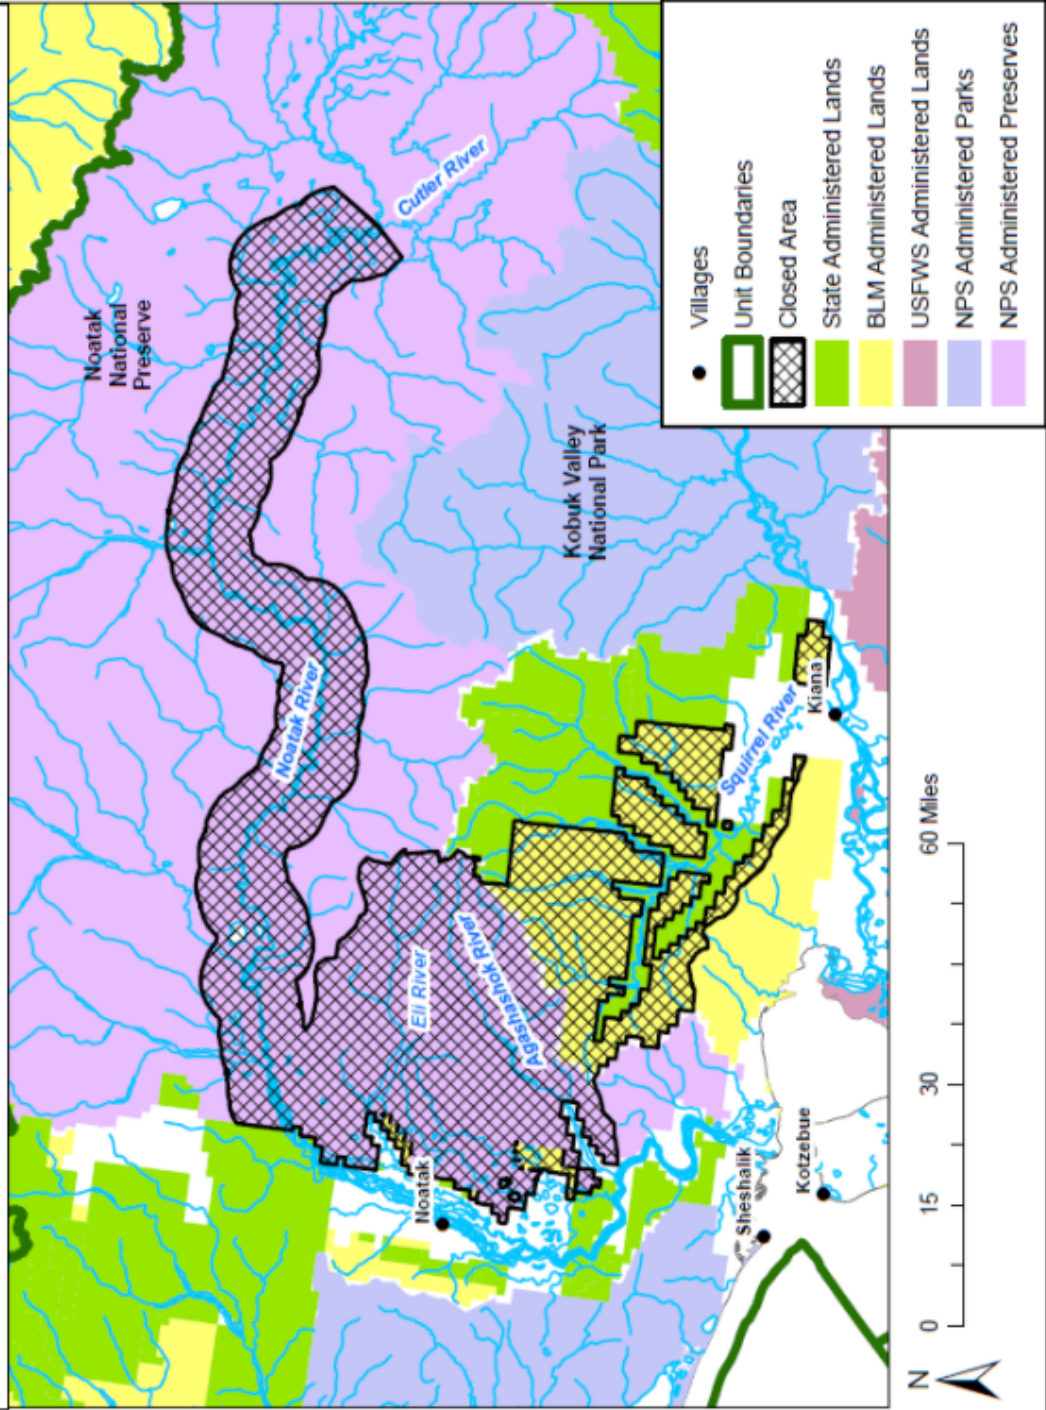 Noatak
National
Preserve
Cutler River
Noatak River
Kobuk Valley
National Park
Eli River
Agashashok River
Squirrel River
Kiana
Noatak
Sheshalik
Kotzebue
Villages
Unit Boundaries
Closed Area
State Administered Lands
BLM Administered Lands
USFWS Administered Lands
NPS Administered Parks
NPS Administered Preserves
N
0 15 30 60 Miles